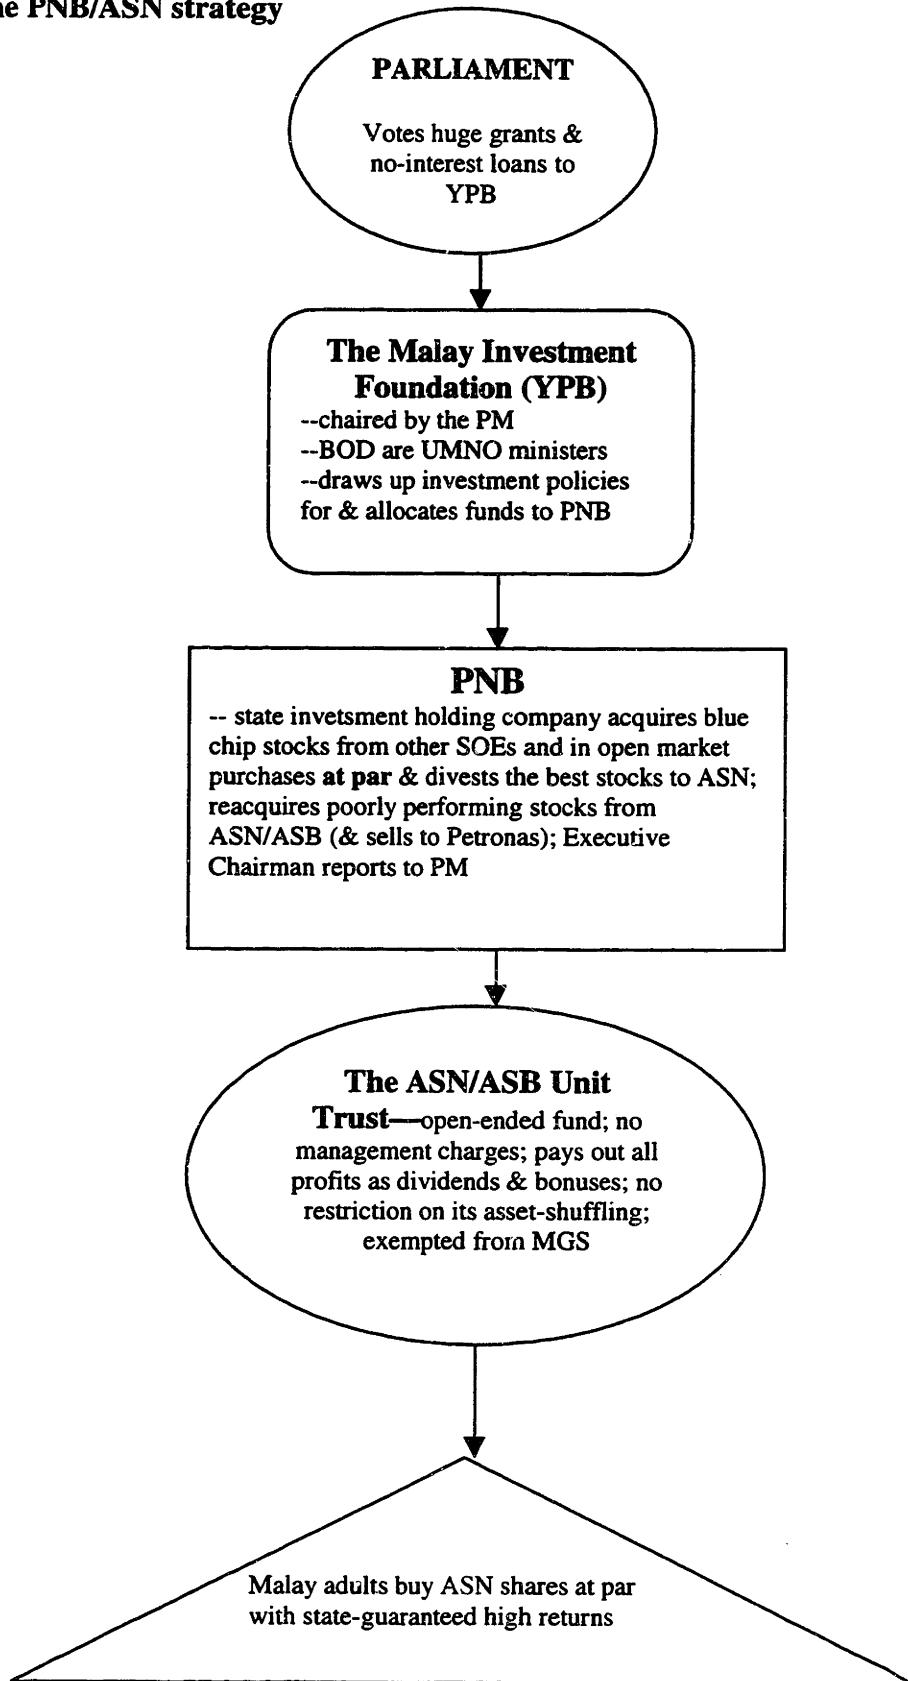 PNB/ASN strategy
PARLIAMENT
Votes huge grants &
no-interest loans to
YPB
The Malay Investment
Foundation (YPB)
--chaired by the PM
--BOD are UMNO ministers
--draws up investment policies
for & allocates funds to PNB
PNB
-- state invetsment holding company acquires blue
chip stocks from other SOEs and in open market
purchases at par & divests the best stocks to ASN;
reacquires poorly performing stocks from
ASN/ASB (& sells to Petronas); Executive
Chairman reports to PM
The ASN/ASB Unit
Trust—open-ended fund; no
management charges; pays out all
profits as dividends & bonuses; no
restriction on its asset-shuffling;
exempted from MGS
Malay adults buy ASN shares at par
with state-guaranteed high returns